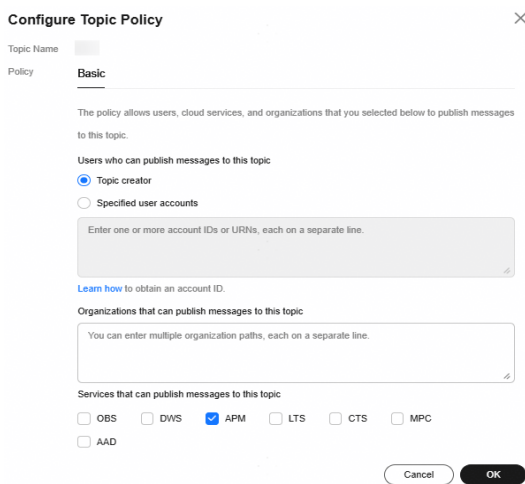 Configure Topic Policy
Topic Name
Policy
Basic
The policy allows users, cloud services, and organizations that you selected below to publish messages
to this topic.
Users who can publish messages to this topic
Topic creator
Specified user accounts
Enter one or more account IDs or URNs, each on a separate line.
Learn how to obtain an account ID.
Organizations that can publish messages to this topic
You can enter multiple organization paths, each on a separate line.
Services that can publish messages to this topic
OBS DWS APM LTS CTS MPC
AAD
Cancel OK